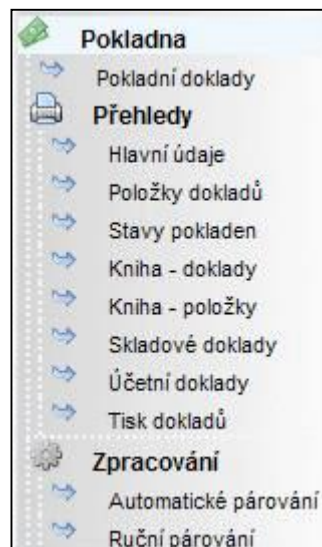 Pokladna
Pokladní doklady
Přehledy
Hlavní údaje
Položky dokladů
Stavy pokladen
Kniha - doklady
Kniha - položky
Skladové doklady
Účetní doklady
Tisk dokladů
Zpracování
Automatické párování
Ruční párování